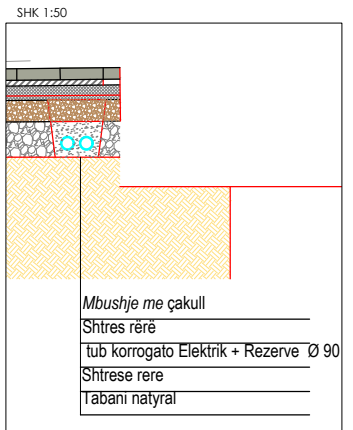 SHK 1:50
Mbushje me çakull
Shtres rërë
tub korrogato Elektrik + Rezerve Ø 90
Shtrese rere
Tabani natyral